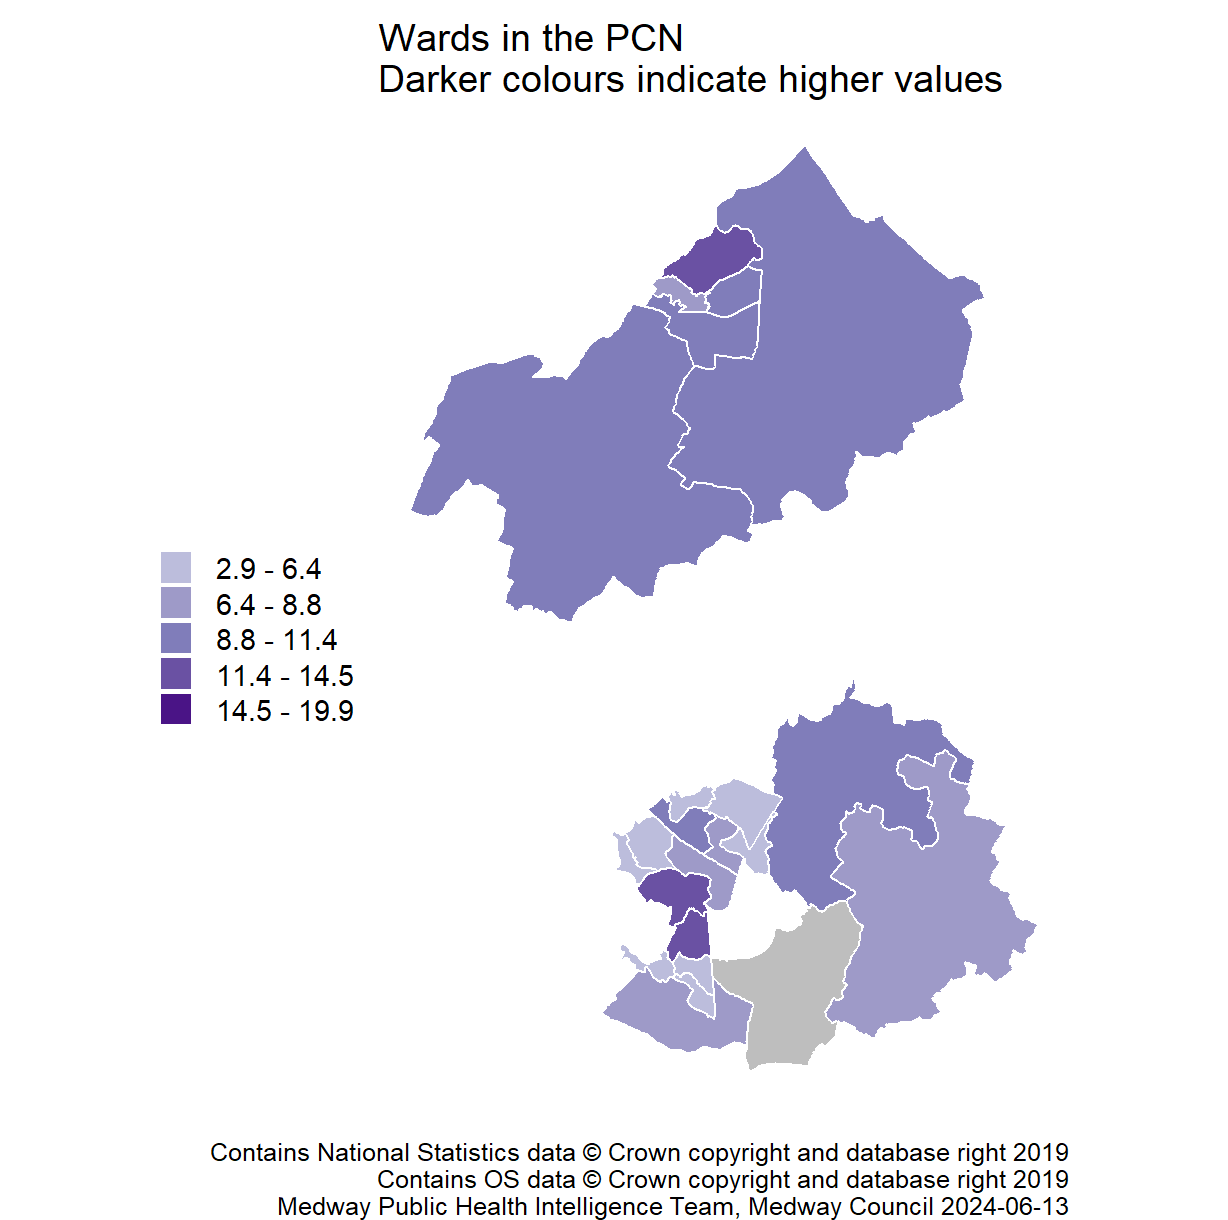 Wards in the PCN
Darker colours indicate higher values
2.9 - 6.4
6.4 - 8.8
8.8 - 11.4
11.4 - 14.5
14.5 - 19.9
Contains National Statistics data © Crown copyright and database right 2019
Contains OS data © Crown copyright and database right 2019
Medway Public Health Intelligence Team, Medway Council 2024-06-13